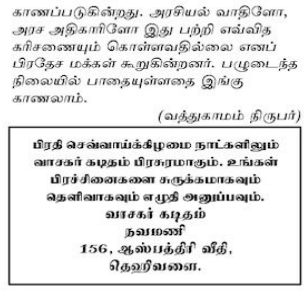 காணப்படுகின்றது. அரசியல் வாதிளோ,
அரச அதிகாரிளோ இது பற்றி எவ்வித
கரிசணையும் கொள்வதில்லை எனப்
பிரதேச மக்கள் கூறுகின்றனர். பழுடைந்த
நிலையில் பாதையுள்ளதை இங்கு
காணலாம்.
(வத்துகாமம் நிருபர்)
பிரதி செவ்வாய்க்கிழமை நாட்களிலும்
வாசகர் கடிதம் பிரசுரமாகும். உங்கள்
பிரச்சினைகளை சுருக்கமாகவும்
தெளிவாகவும் எழுதி அனுப்பவும்.
வாசகர் கடிதம்
நவமணி
156, ஆஸ்பத்திரி வீதி,
தெஹிவளை.